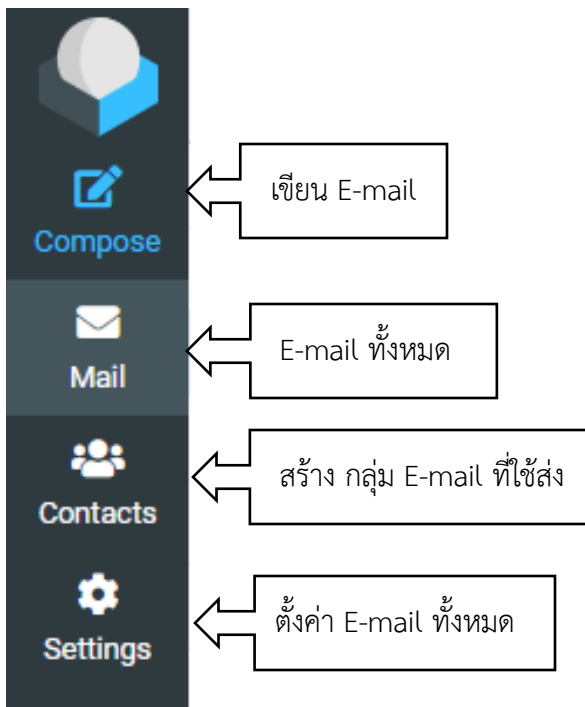 เขียน E-mail
Compose
E-mail ทั้งหมด
Mail
สร้าง กลุ่ม E-mail ที่ใช้ส่ง
Contacts
ตั้งค่า E-mail ทั้งหมด
Settings